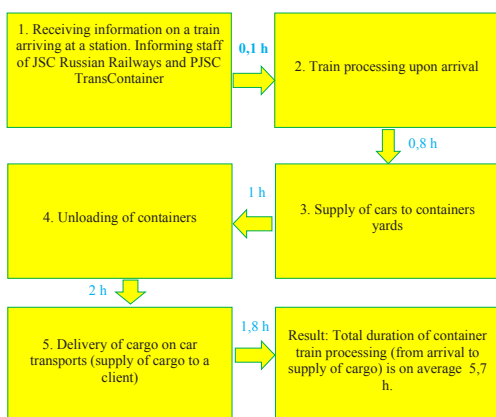 1. Receiving information on a train
arriving at a station. Informing staff
of JSC Russian Railways and PJSC
TransContainer
0,1 h
2. Train processing upon arrival
0,8 h
3. Supply of cars to containers
yards
1 h
4. Unloading of containers
2 h
5. Delivery of cargo on car
transports (supply of cargo to a
client)
1,8 h
Result: Total duration of container
train processing (from arrival to
supply of cargo) is on average 5,7
h.